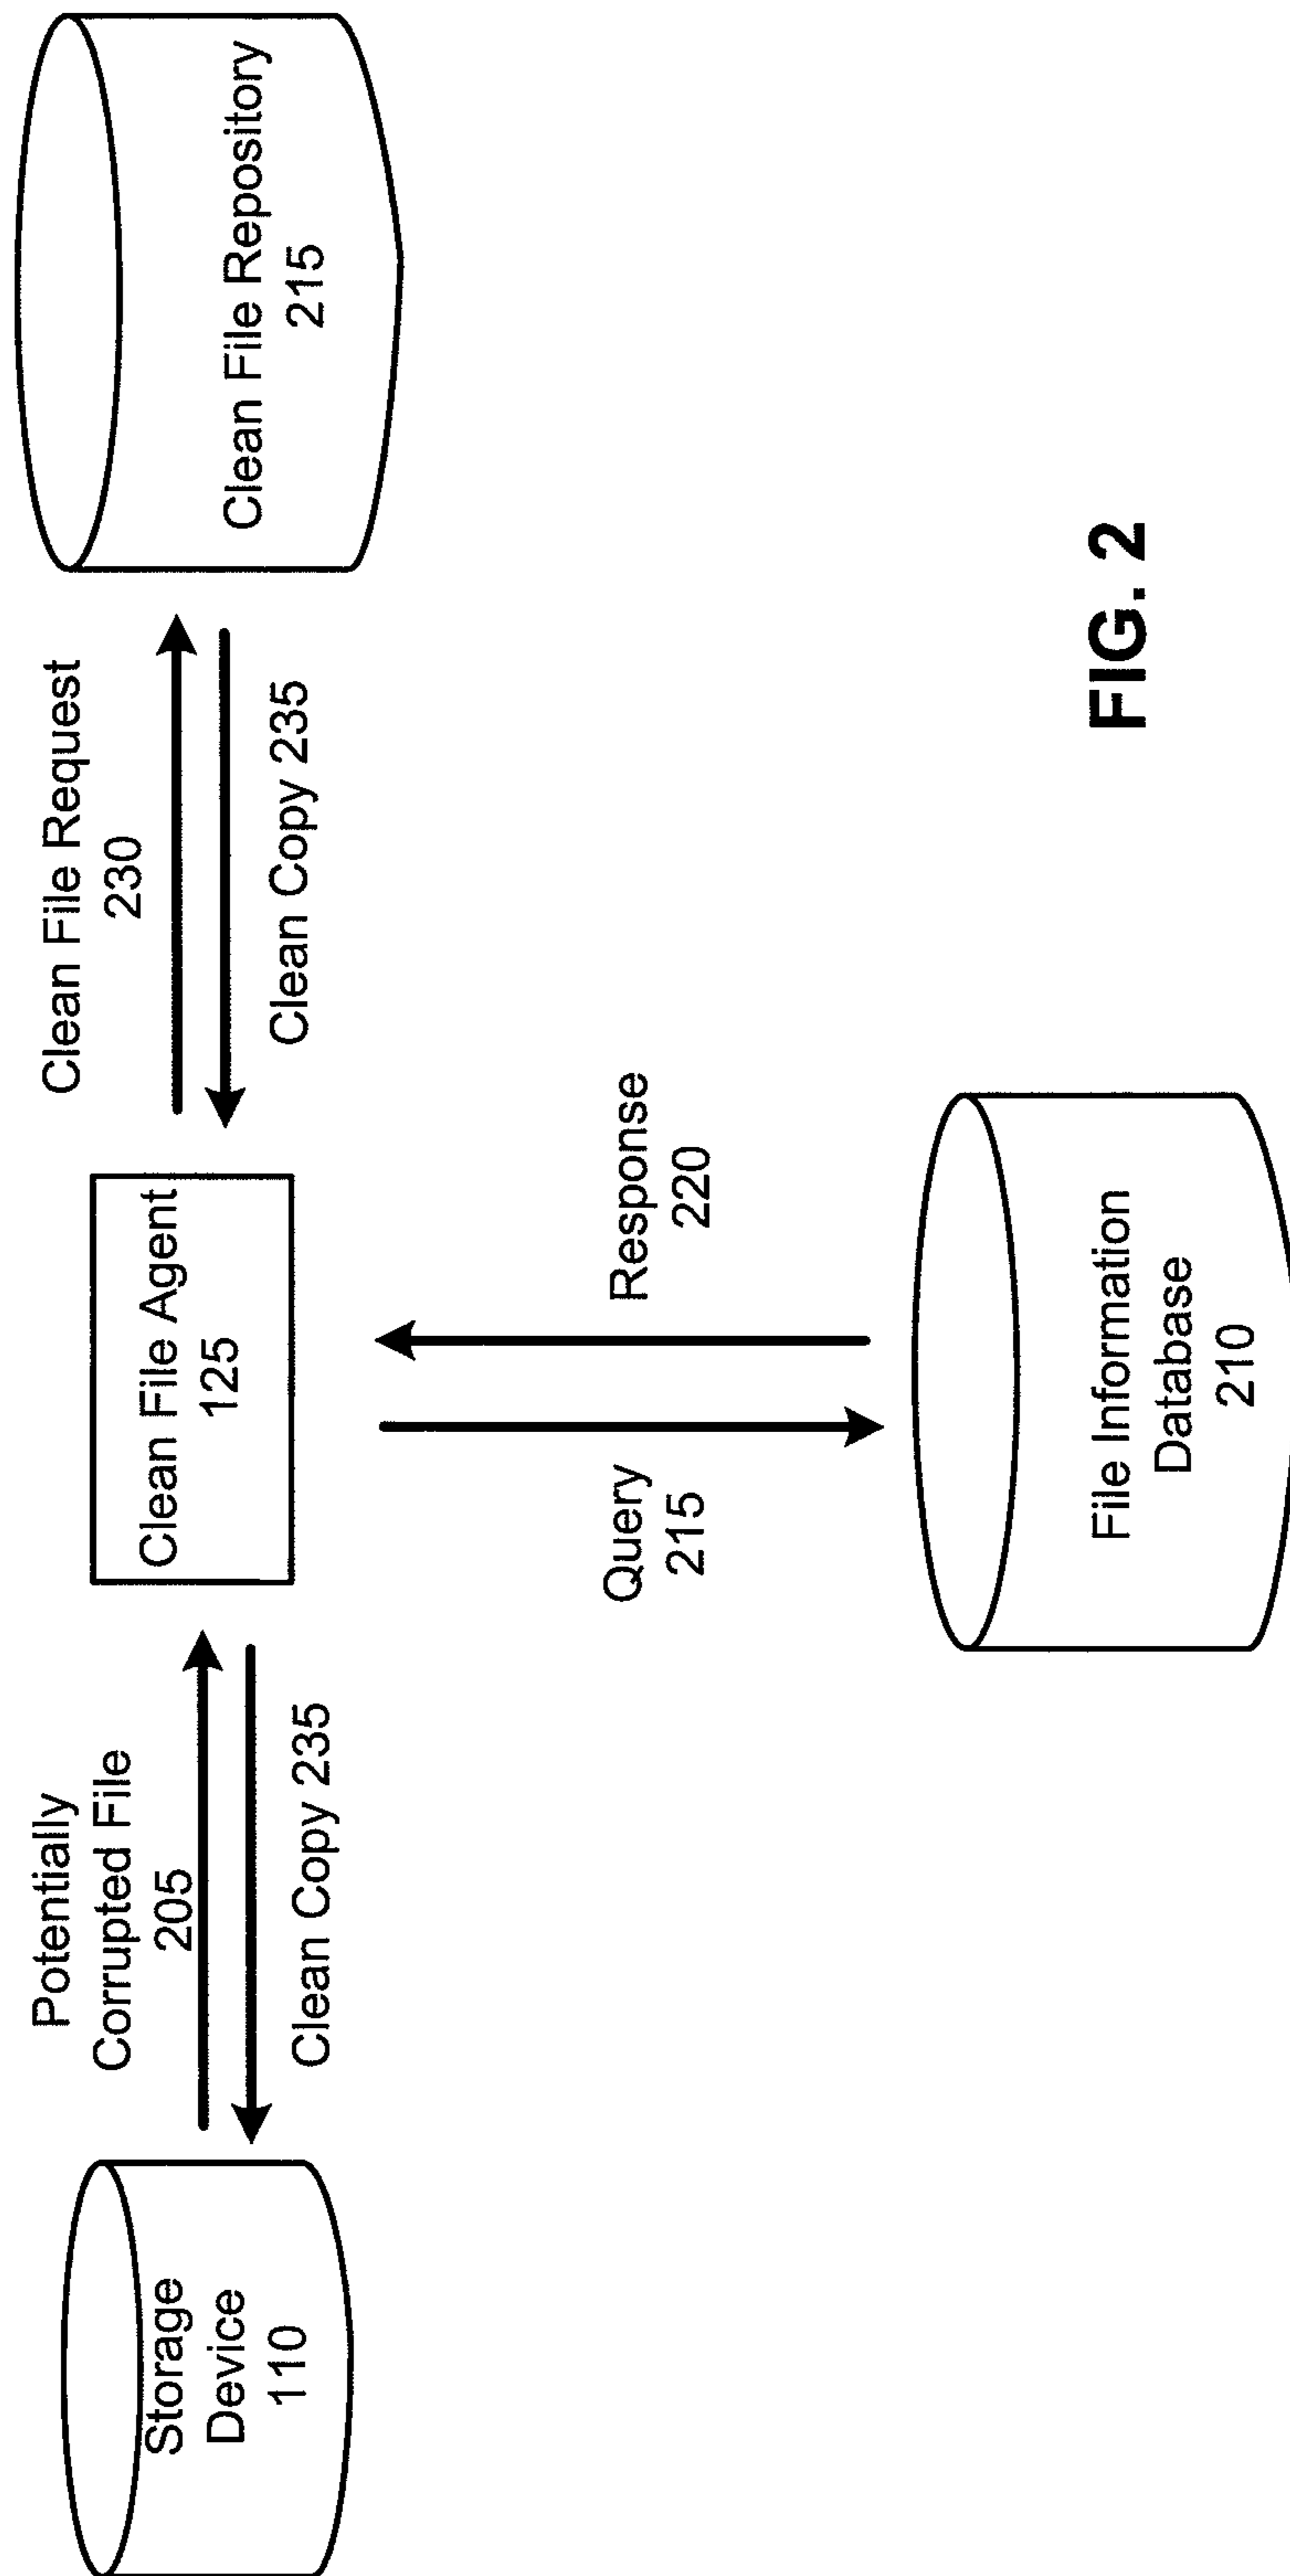 Potentially
Corrupted File
205
Clean File Request
230
Storage
Device
110
Clean File Agent
125
Clean File Repository
215
Clean Copy 235
Clean Copy 235
Query
215
Response
220
File Information
Database
210
FIG. 2